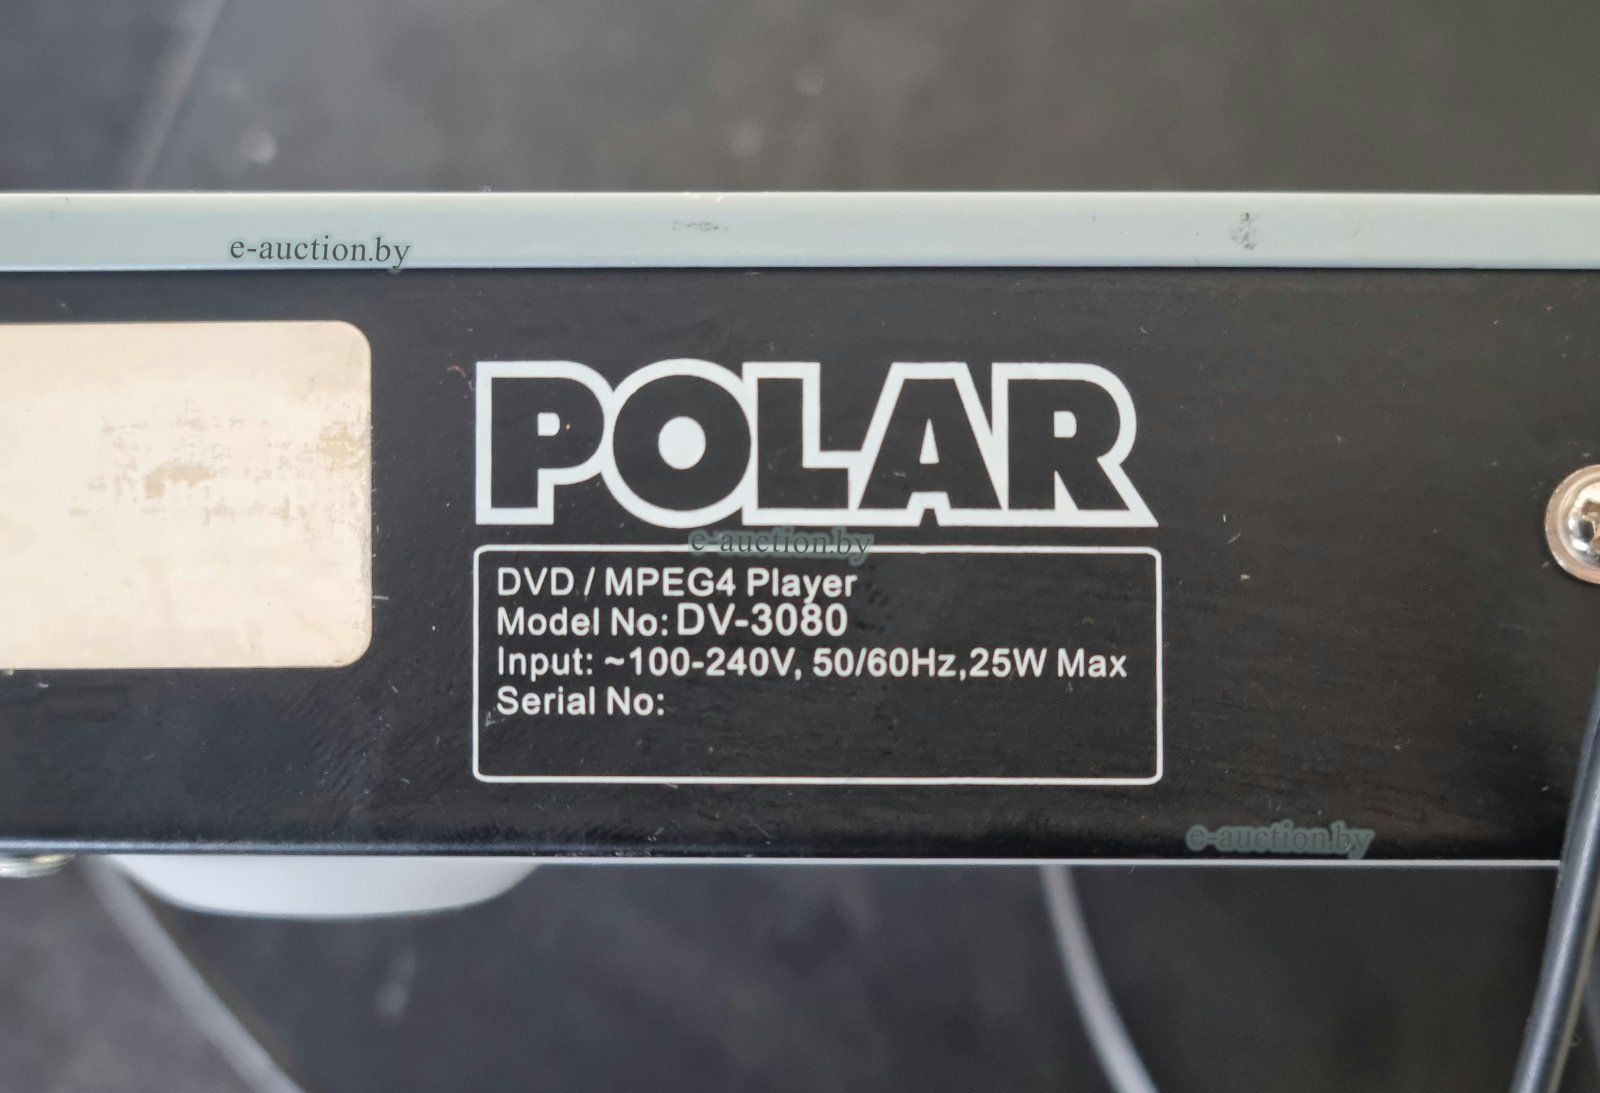 e-auction.by
POLAR
e-auction.by
DVD / MPEG4 Player
Model No: DV-3080
Input: ~100-240V, 50/60Hz,25W Max
Serial No:
e-auction.by